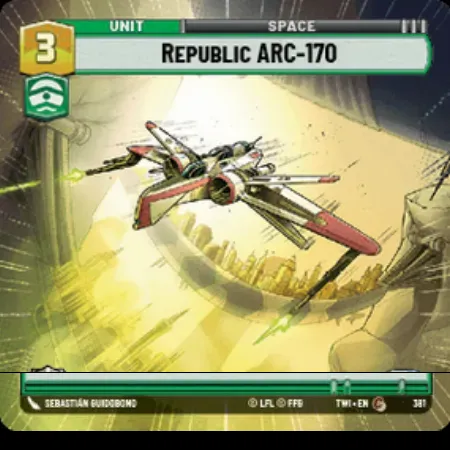 UNIT SPACE
3 REPUBLIC ARC-170
SEBASTIÁN GUIDOBONO Ⓒ LFL Ⓒ FFG TWI • EN 381